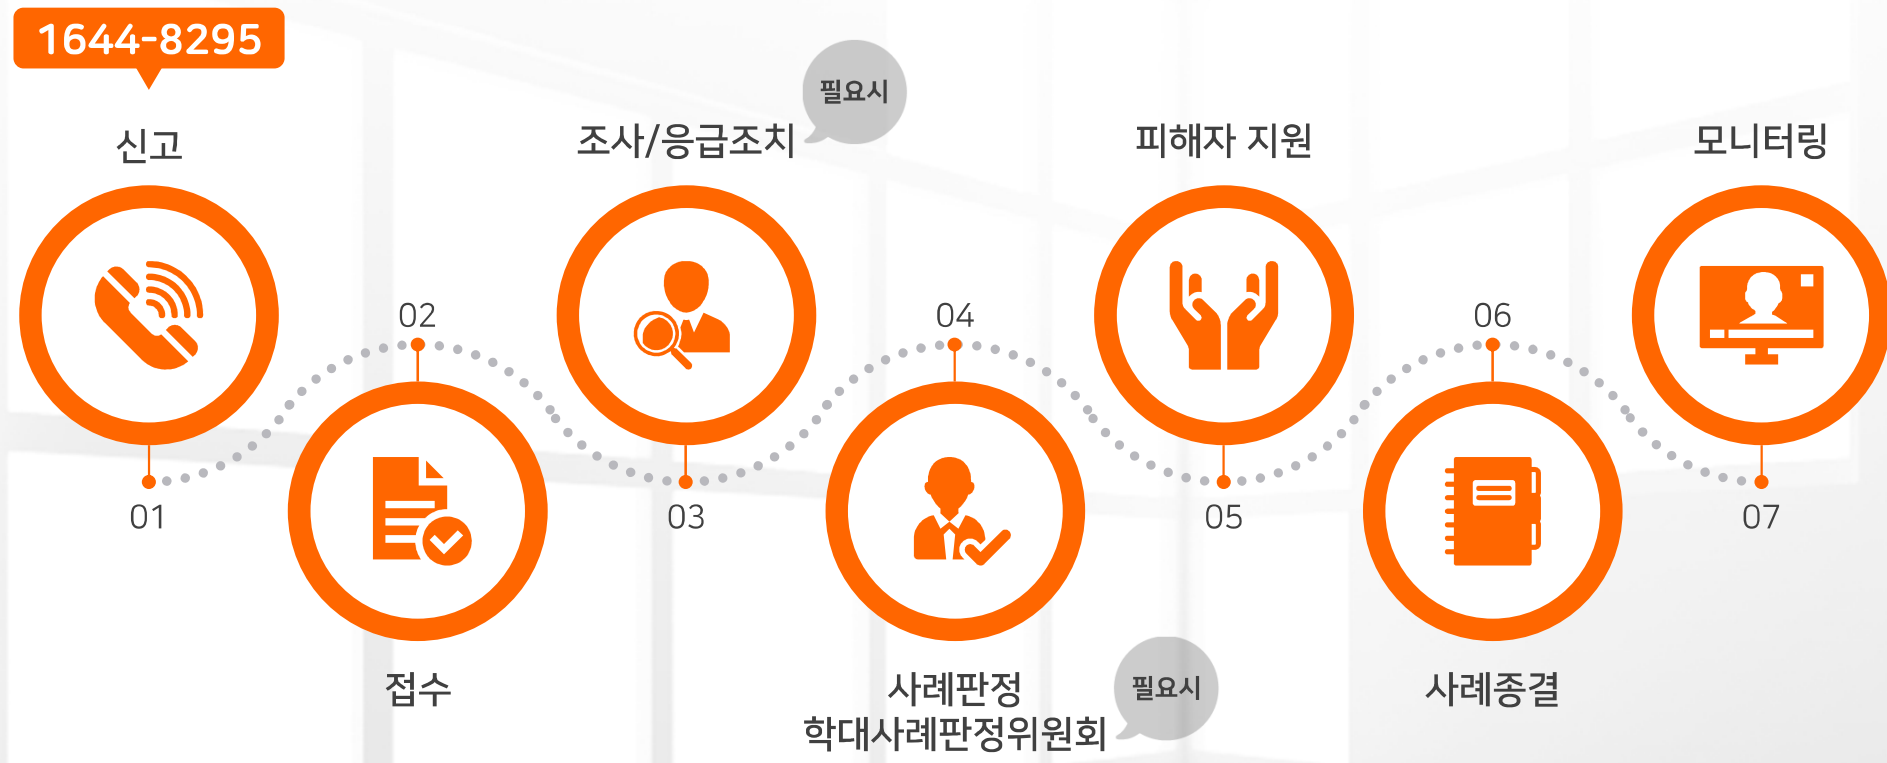 1644-8295
신고
01
02
접수
필요시
조사/응급조치
03
04
사례판정
학대사례판정위원회
필요시
피해자 지원
05
06
사례종결
모니터링
07